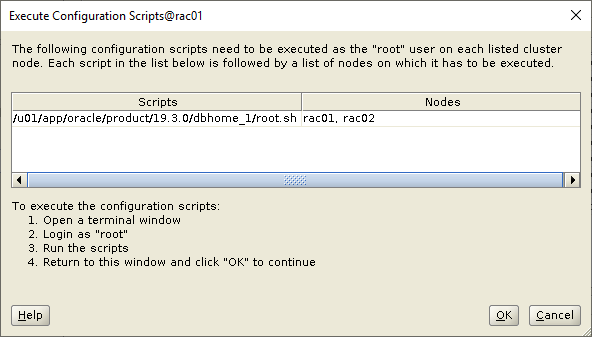 Execute Configuration Scripts@rac01
The following configuration scripts need to be executed as the "root" user on each listed cluster
node. Each script in the list below is followed by a list of nodes on which it has to be executed.
Scripts Nodes
/u01/app/oracle/product/19.3.0/dbhome_1/root.sh rac01, rac02
To execute the configuration scripts:
1. Open a terminal window
2. Login as "root"
3. Run the scripts
4. Return to this window and click "OK" to continue
Help OK Cancel